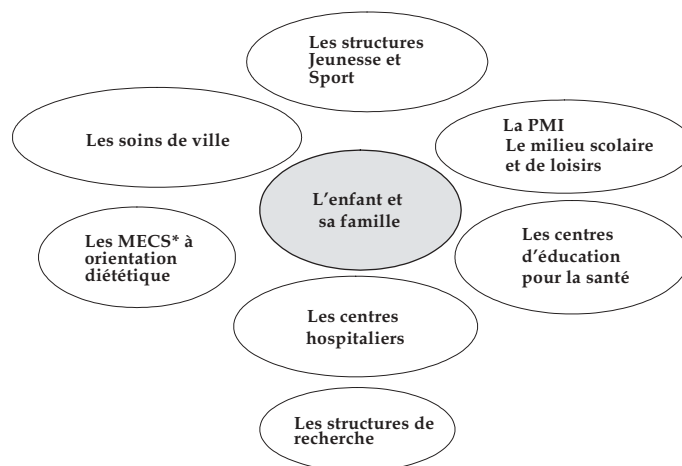 Les structures
Jeunesse et
Sport
Les soins de ville
La PMI
Le milieu scolaire
et de loisirs
L'enfant et
sa famille
Les MECS* à
orientation
diététique
Les centres
d'éducation
pour la santé
Les centres
hospitaliers
Les structures de
recherche